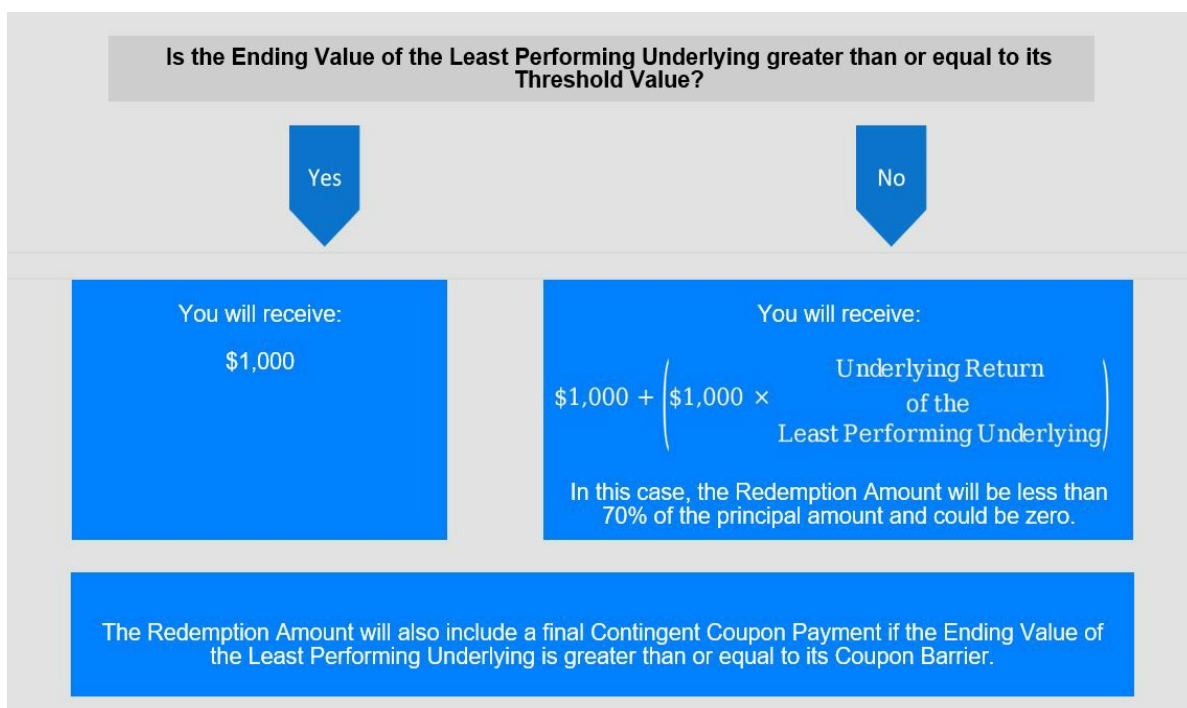 Is the Ending Value of the Least Performing Underlying greater than or equal to its
Threshold Value?
Yes
No
You will receive:
$1,000
You will receive:
$1,000 + ($1,000 × Underlying Return
of the
Least Performing Underlying)
In this case, the Redemption Amount will be less than
70% of the principal amount and could be zero.
The Redemption Amount will also include a final Contingent Coupon Payment if the Ending Value of
the Least Performing Underlying is greater than or equal to its Coupon Barrier.